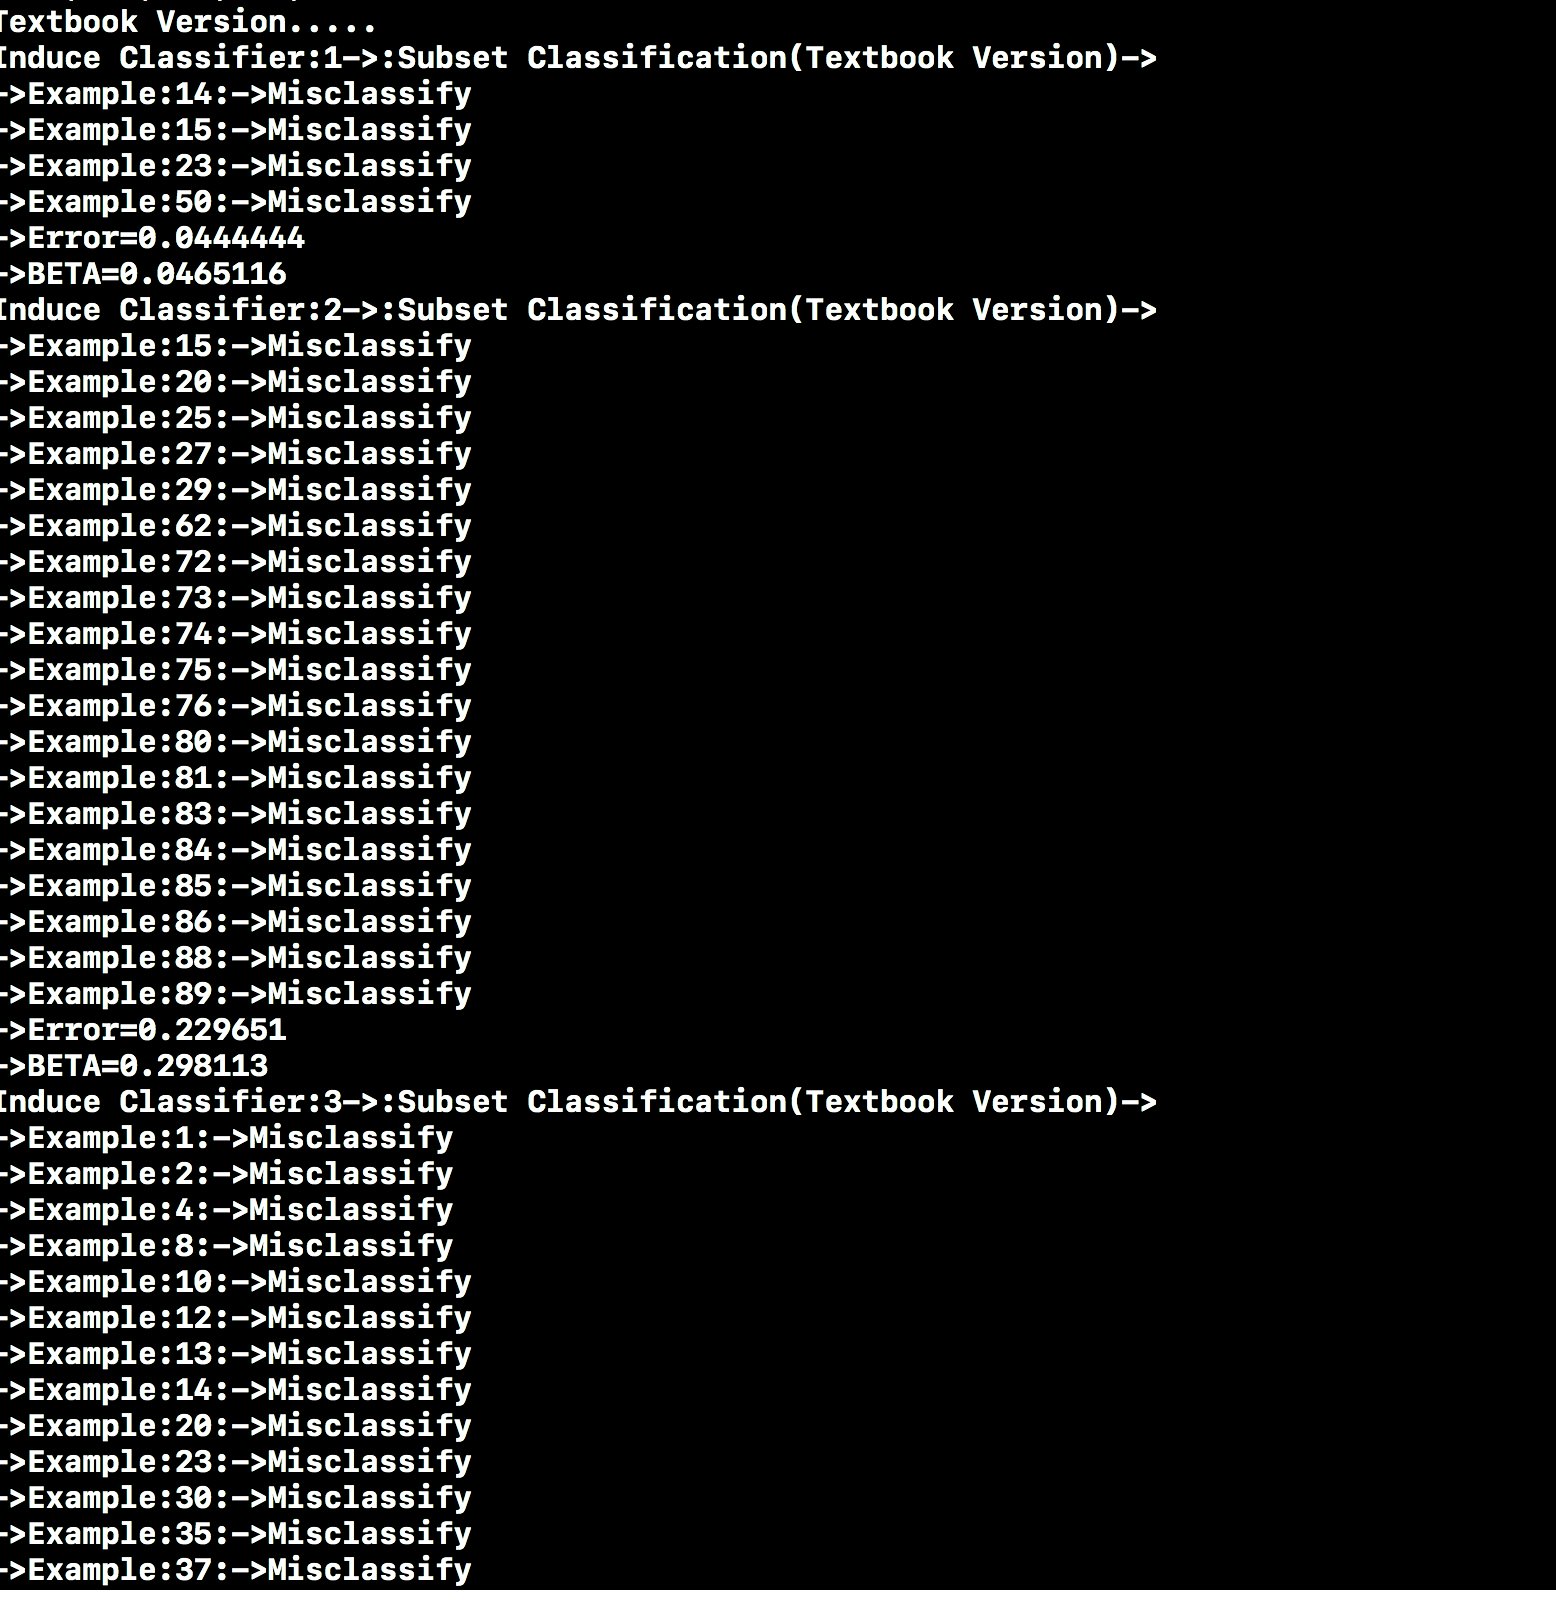 Textbook Version.....
Induce Classifier:1->:Subset Classification(Textbook Version)->
->Example:14:->Misclassify
->Example:15:->Misclassify
->Example:23:->Misclassify
->Example:50:->Misclassify
->Error=0.0444444
->BETA=0.0465116
Induce Classifier:2->:Subset Classification(Textbook Version)->
->Example:15:->Misclassify
->Example:20:->Misclassify
->Example:25:->Misclassify
->Example:27:->Misclassify
->Example:29:->Misclassify
->Example:62:->Misclassify
->Example:72:->Misclassify
->Example:73:->Misclassify
->Example:74:->Misclassify
->Example:75:->Misclassify
->Example:76:->Misclassify
->Example:80:->Misclassify
->Example:81:->Misclassify
->Example:83:->Misclassify
->Example:84:->Misclassify
->Example:85:->Misclassify
->Example:86:->Misclassify
->Example:88:->Misclassify
->Example:89:->Misclassify
->Error=0.229651
->BETA=0.298113
Induce Classifier:3->:Subset Classification(Textbook Version)->
->Example:1:->Misclassify
->Example:2:->Misclassify
->Example:4:->Misclassify
->Example:8:->Misclassify
->Example:10:->Misclassify
->Example:12:->Misclassify
->Example:13:->Misclassify
->Example:14:->Misclassify
->Example:20:->Misclassify
->Example:23:->Misclassify
->Example:30:->Misclassify
->Example:35:->Misclassify
->Example:37:->Misclassify